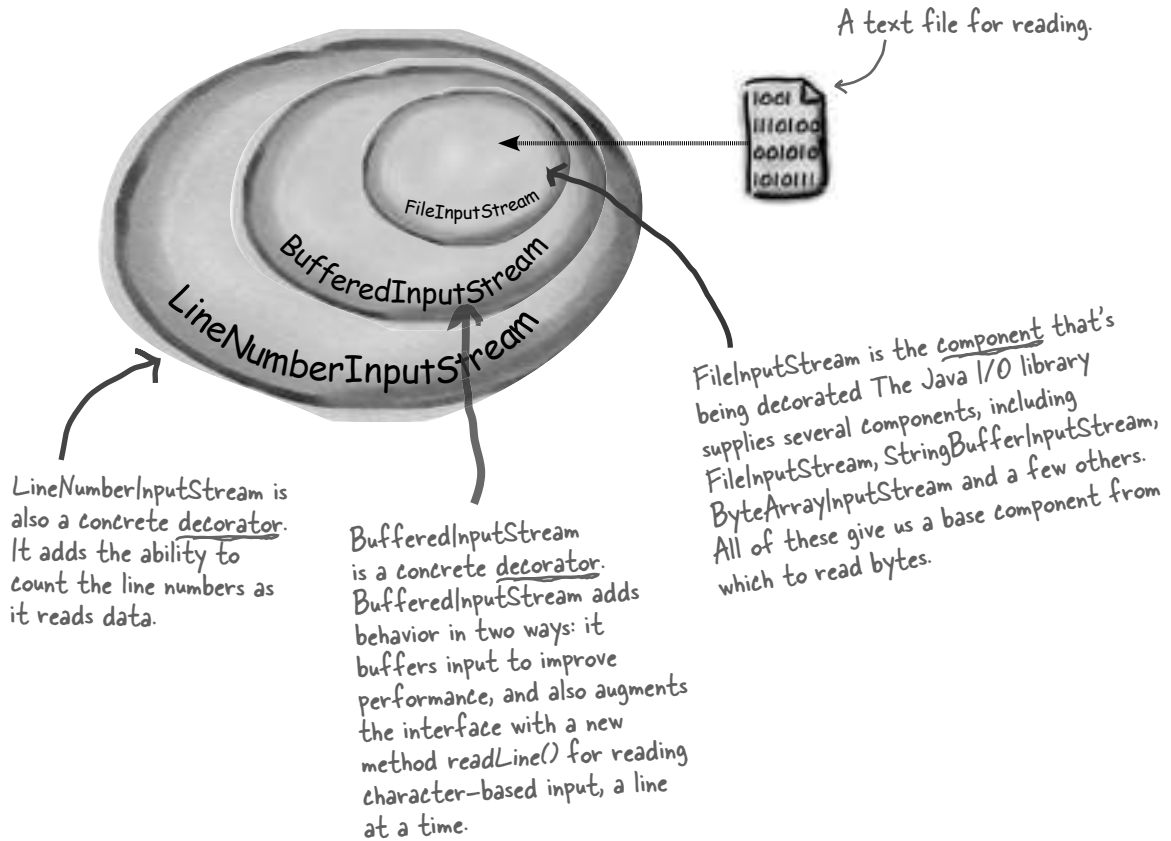 A text file for reading.
1001
1110100
001010
1010111
FileInputStream
BufferedInputStream
LineNumberInputStream
FileInputStream is the component that's
being decorated The Java I/O library
supplies several components, including
FileInputStream, StringBufferInputStream,
ByteArrayInputStream and a few others.
All of these give us a base component from
which to read bytes.
LineNumberInputStream is
also a concrete decorator.
It adds the ability to
count the line numbers as
it reads data.
BufferedInputStream
is a concrete decorator.
BufferedInputStream adds
behavior in two ways: it
buffers input to improve
performance, and also augments
the interface with a new
method readLine() for reading
character-based input, a line
at a time.